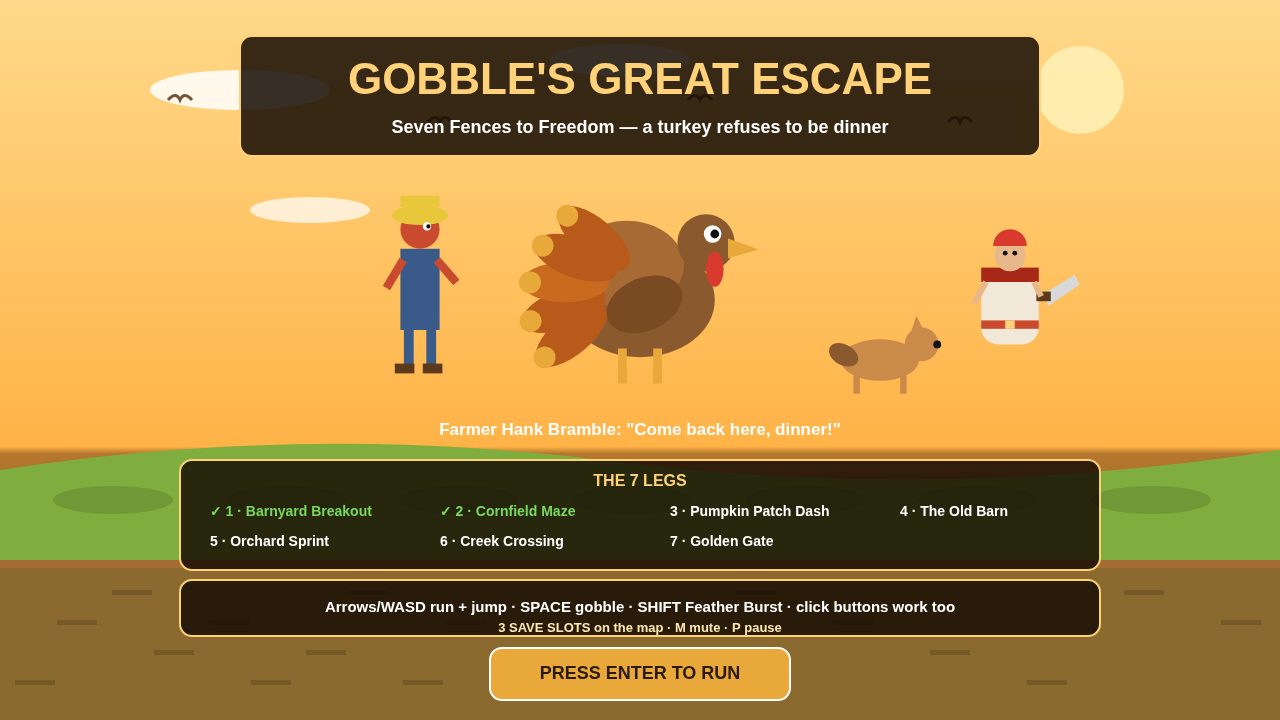 GOBBLE'S GREAT ESCAPE
Seven Fences to Freedom — a turkey refuses to be dinner
Farmer Hank Bramble: "Come back here, dinner!"
THE 7 LEGS
✓ 1 · Barnyard Breakout ✓ 2 · Cornfield Maze 3 · Pumpkin Patch Dash 4 · The Old Barn
5 · Orchard Sprint 6 · Creek Crossing 7 · Golden Gate
Arrows/WASD run + jump · SPACE gobble · SHIFT Feather Burst · click buttons work too
3 SAVE SLOTS on the map · M mute · P pause
PRESS ENTER TO RUN